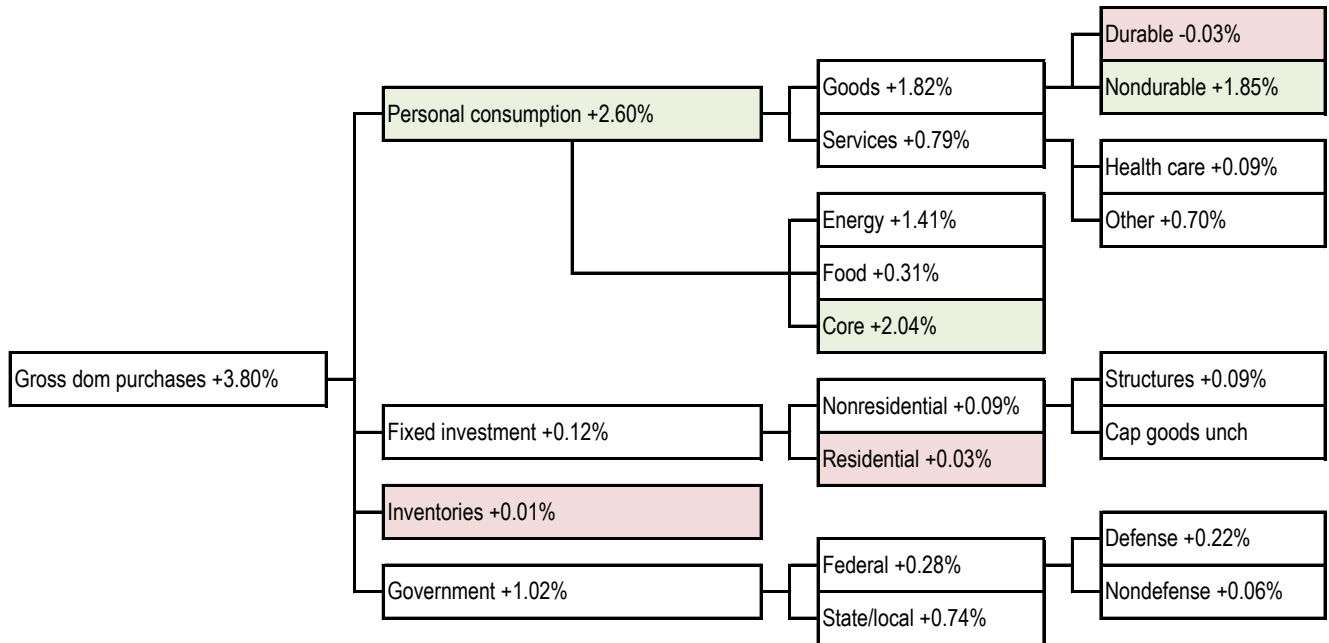 Durable -0.03%
Goods +1.82%
Nondurable +1.85%
Personal consumption +2.60%
Services +0.79%
Health care +0.09%
Energy +1.41%
Other +0.70%
Food +0.31%
Core +2.04%
Gross dom purchases +3.80%
Structures +0.09%
Nonresidential +0.09%
Fixed investment +0.12%
Cap goods unch
Residential +0.03%
Inventories +0.01%
Defense +0.22%
Federal +0.28%
Government +1.02%
Nondefense +0.06%
State/local +0.74%